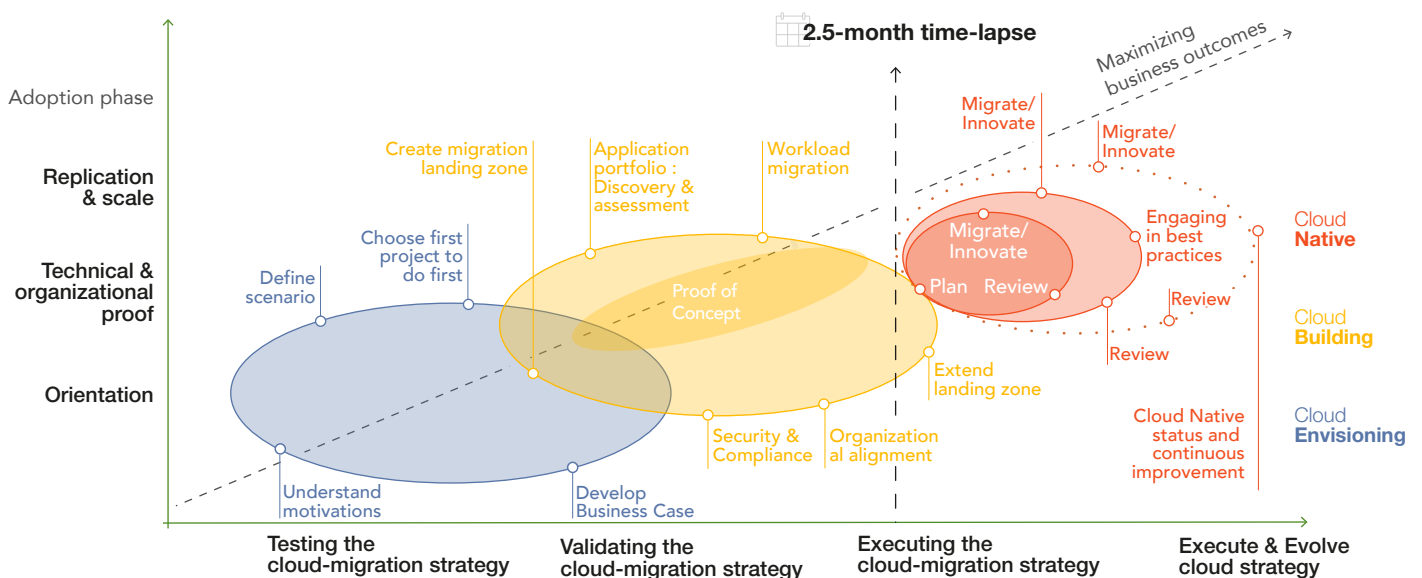 2.5-month time-lapse
Maximizing
business outcomes
Adoption phase
Replication
& scale
Technical &
organizational
proof
Orientation
Define
scenario
Choose first
project to
do first
Understand
motivations
Develop
Business Case
Create migration
landing zone
Application
portfolio :
Discovery &
assessment
Workload
migration
Proof of
Concept
Security &
Compliance
Organization
al alignment
Extend
landing zone
Migrate/
Innovate
Migrate/
Innovate
Migrate/
Innovate
Plan
Review
Engaging
in best
practices
Review
Review
Cloud Native
status and
continuous
improvement
Cloud
Native
Cloud
Building
Cloud
Envisioning
Testing the
cloud-migration strategy
Validating the
cloud-migration strategy
Executing the
cloud-migration strategy
Execute & Evolve
cloud strategy